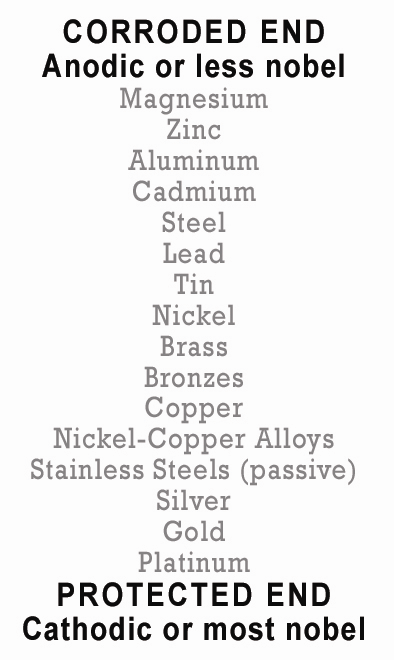 CORRODED END
Anodic or less nobel
Magnesium
Zinc
Aluminum
Cadmium
Steel
Lead
Tin
Nickel
Brass
Bronzes
Copper
Nickel-Copper Alloys
Stainless Steels (passive)
Silver
Gold
Platinum
PROTECTED END
Cathodic or most nobel